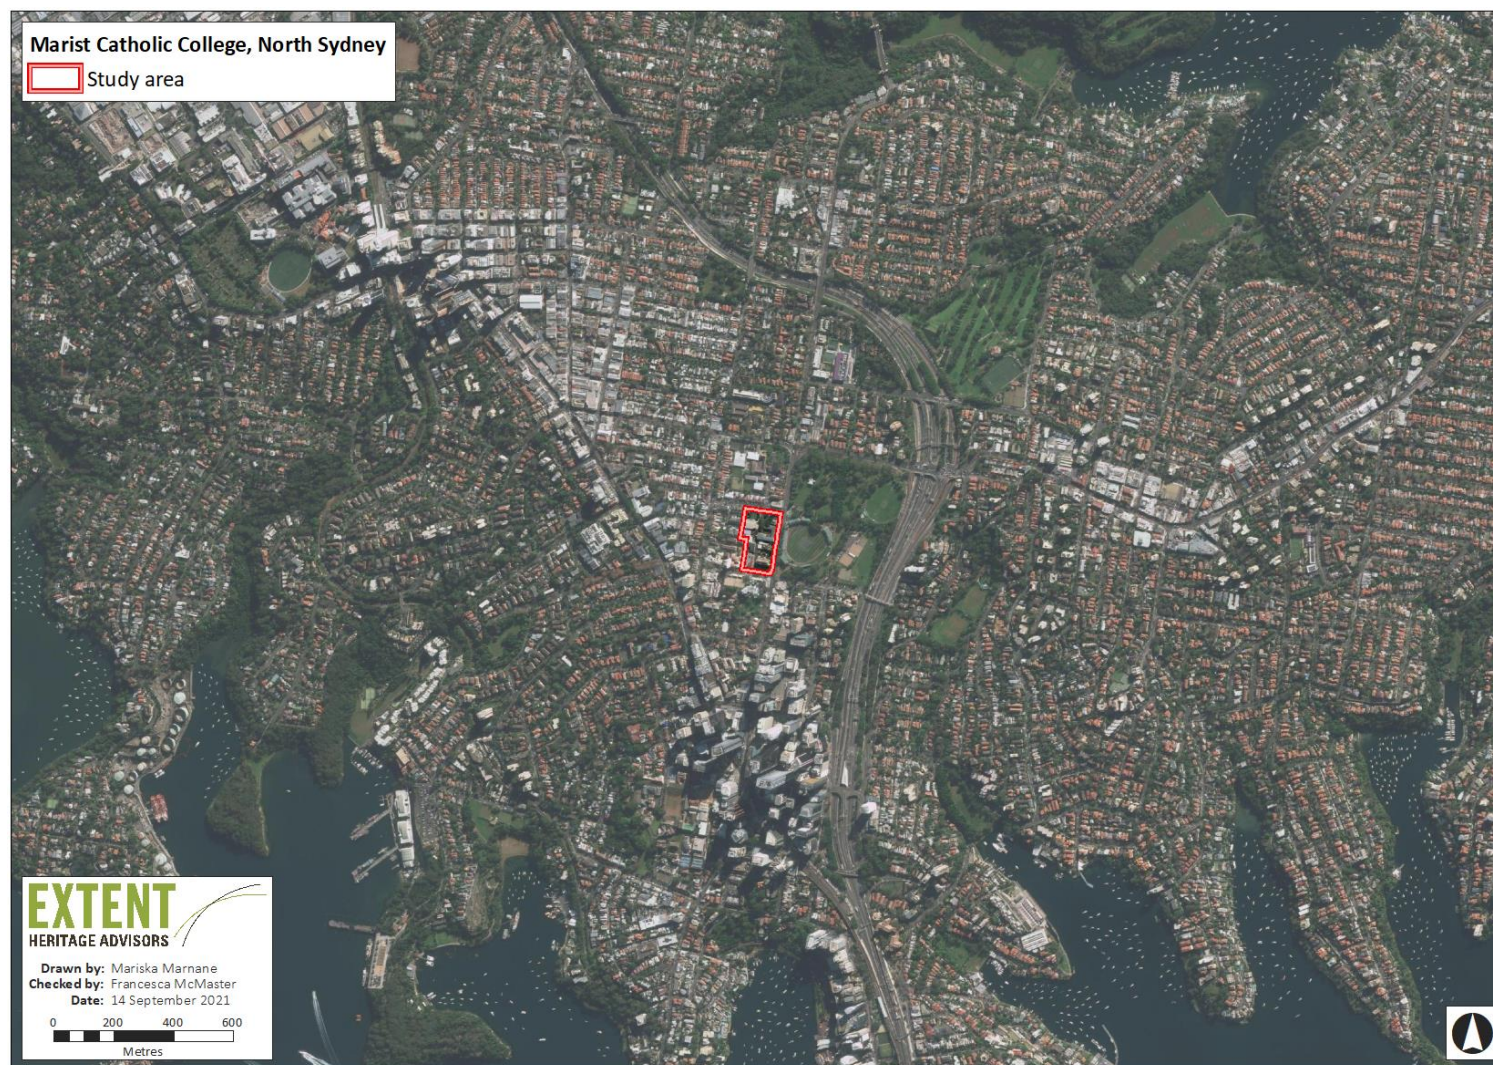 Marist Catholic College, North Sydney
Study area
EXTENT
HERITAGE ADVISORS
Drawn by: Mariska Marnane
Checked by: Francesca McMaster
Date: 14 September 2021
0 200 400 600
Metres